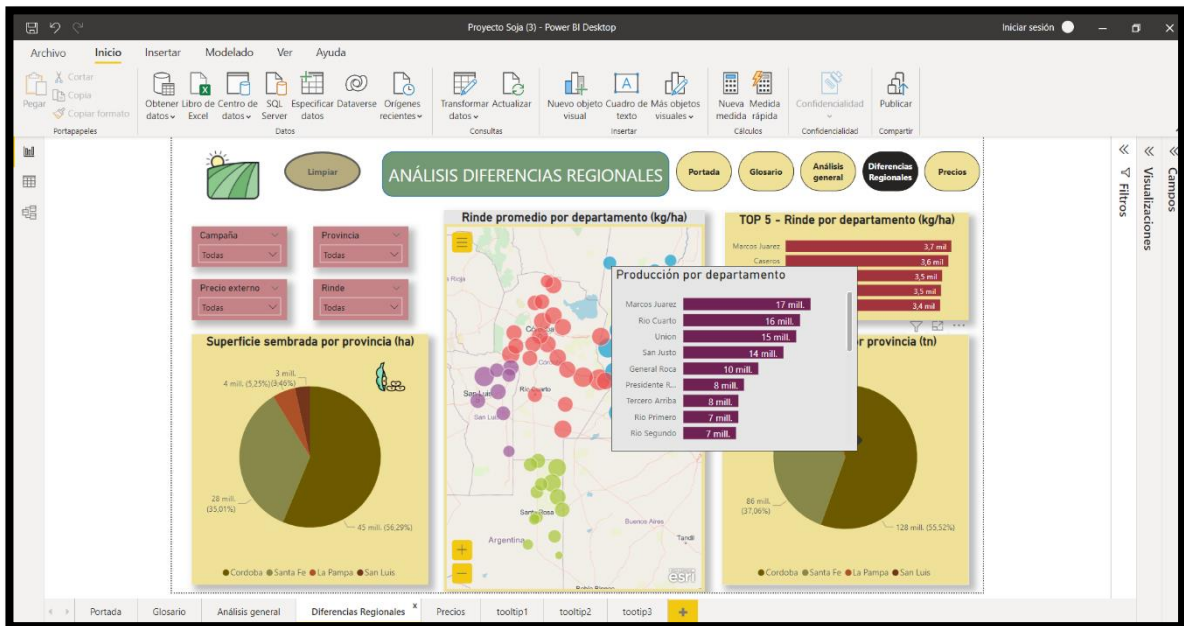 Proyecto Soja (3) - Power BI Desktop
Iniciar sesión
Archivo Inicio Insertar Modelado Ver Ayuda
Pegar
Cortar
Copia
Copiar formato
Portapapeles
Obtener datos
Libro de Excel
Centro de datos
SQL Server
Especificar datos
Dataverse
Orígenes recientes
Datos
Transformar datos
Actualizar
Consultas
Nuevo objeto visual
Cuadro de texto
Más objetos visuales
Insertar
Nueva medida
Medida rápida
Cálculos
Confidencialidad
Confidencialidad
Publicar
Compartir
Filtros
Visualizaciones
Campos
Limpiar
ANÁLISIS DIFERENCIAS REGIONALES
Portada
Glosario
Análisis general
Diferencias Regionales
Precios
Campaña
Todas
Provincia
Todas
Precio externo
Todas
Rinde
Todas
Superficie sembrada por provincia (ha)
3 mill.
4 mill. (5,25%)(3,46%)
28 mill.
(35,01%)
45 mill. (56,29%)
Cordoba Santa Fe La Pampa San Luis
Rinde promedio por departamento (kg/ha)
San Luis
San Luis
Río Cuarto
Santa Rosa
Argentina
Buenos Aires
Tandil
esri
TOP 5 - Rinde por departamento (kg/ha)
Marcos Juarez 3,7 mil
Caseros 3,6 mil
3,5 mil
3,5 mil
3,4 mil
Producción por departamento
Marcos Juarez 17 mill.
Rio Cuarto 16 mill.
Union 15 mill.
San Justo 14 mill.
General Roca 10 mill.
Presidente R... 8 mill.
Tercero Arriba 8 mill.
Rio Primero 7 mill.
Rio Segundo 7 mill.
provincia (tn)
86 mill.
(37,06%)
128 mill. (55,52%)
Cordoba Santa Fe La Pampa San Luis
Portada Glosario Análisis general Diferencias Regionales x Precios tooltip1 tooltip2 tootip3 +